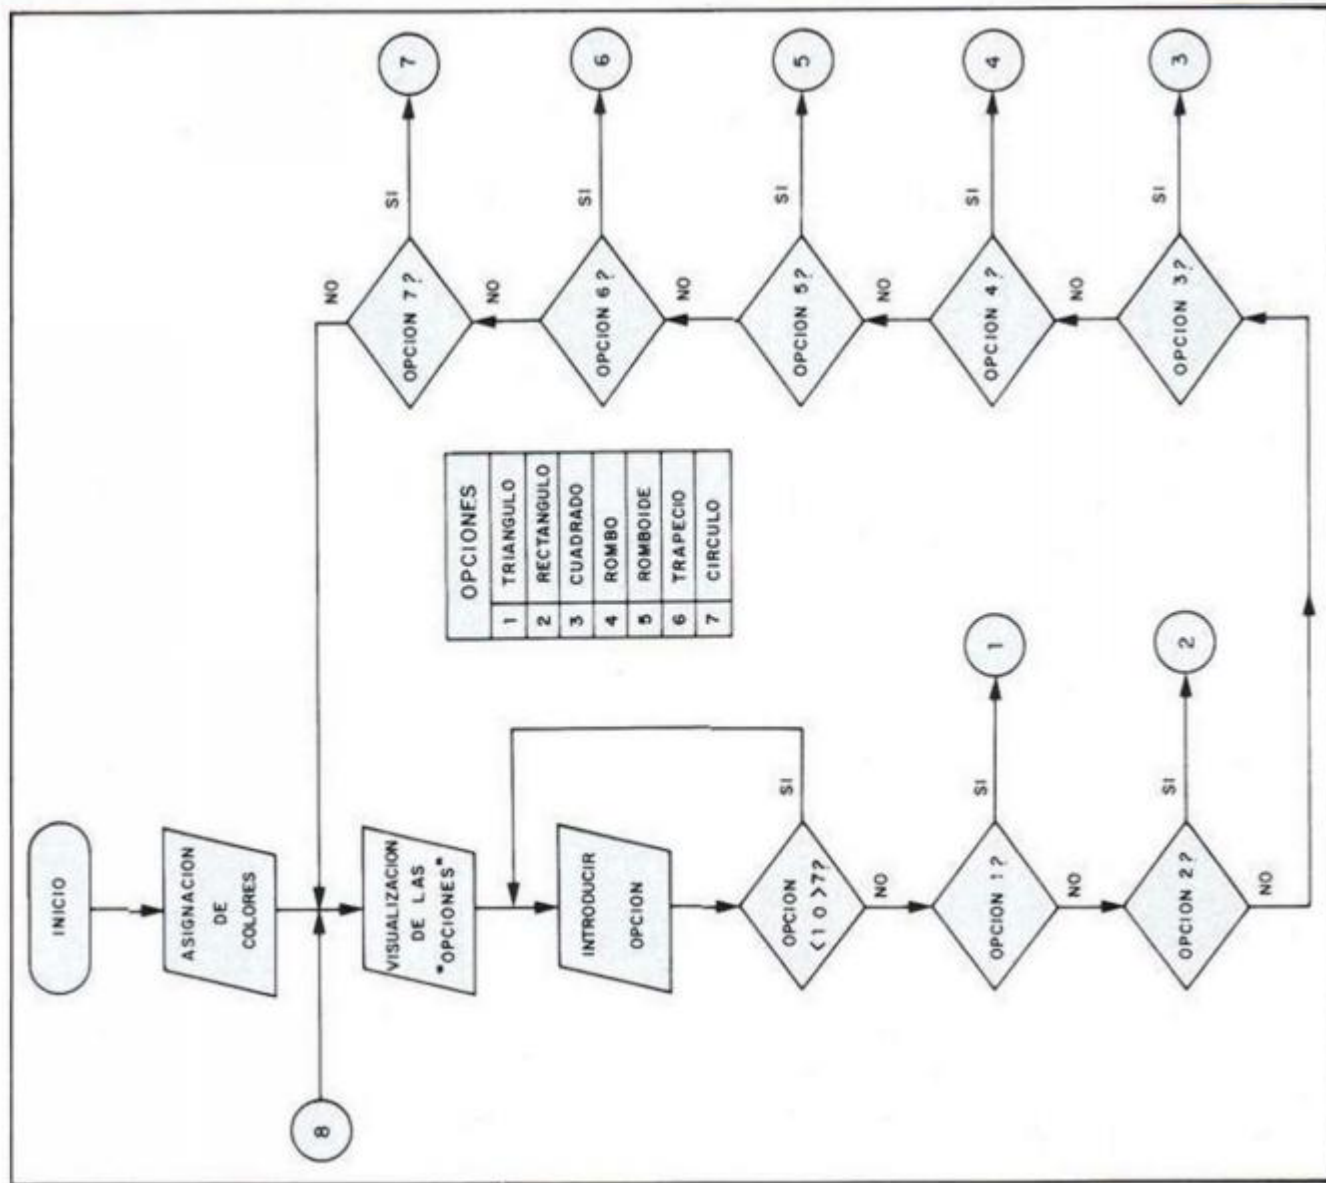 INICIO
ASIGNACION
DE
COLORES
8
VISUALIZACION
DE LAS
"OPCIONES"
INTRODUCIR
OPCION
OPCION
<1 O >7?
SI
NO
OPCION 1?
SI
1
NO
OPCION 2?
SI
2
NO
OPCION 3?
SI
3
NO
OPCION 4?
SI
4
NO
OPCION 5?
SI
5
NO
OPCION 6?
SI
6
NO
OPCION 7?
SI
7
NO
OPCIONES
1 TRIANGULO
2 RECTANGULO
3 CUADRADO
4 ROMBO
5 ROMBOIDE
6 TRAPECIO
7 CIRCULO